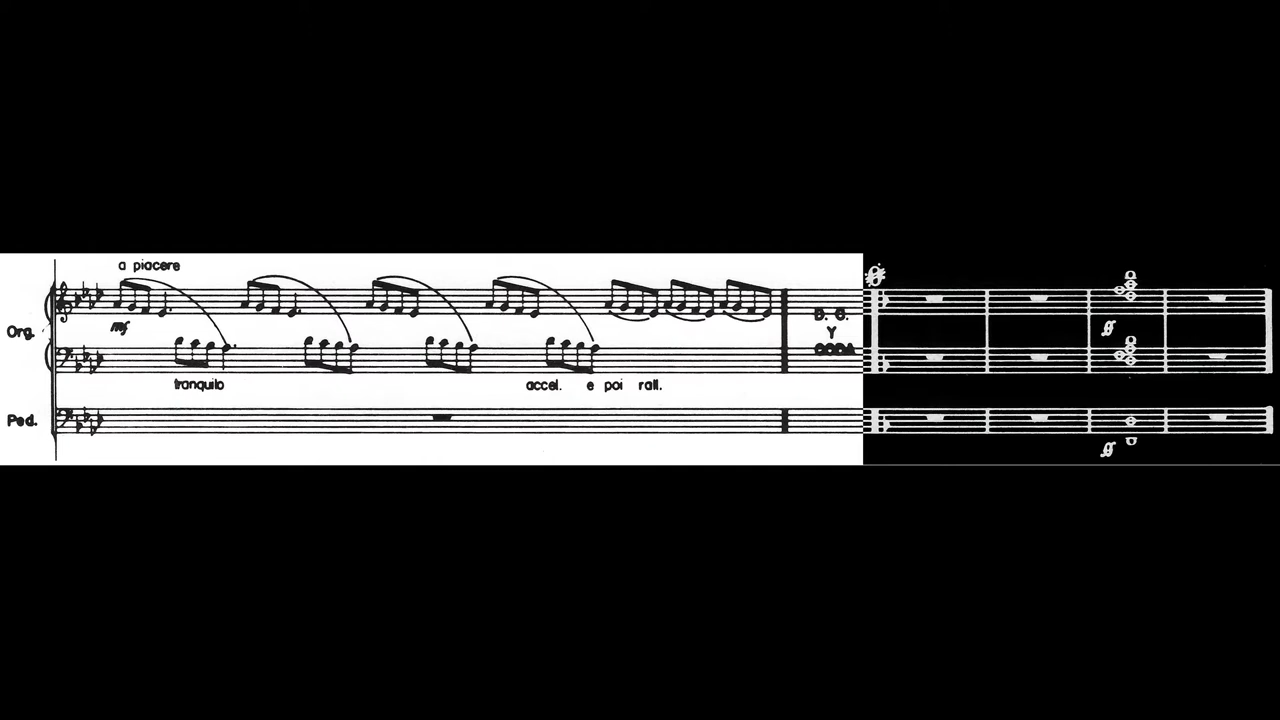 a piacere
Org.
mf
D. C.
Y
CODA
ff
tranquilo
accel. e poi rall.
Ped.
ff